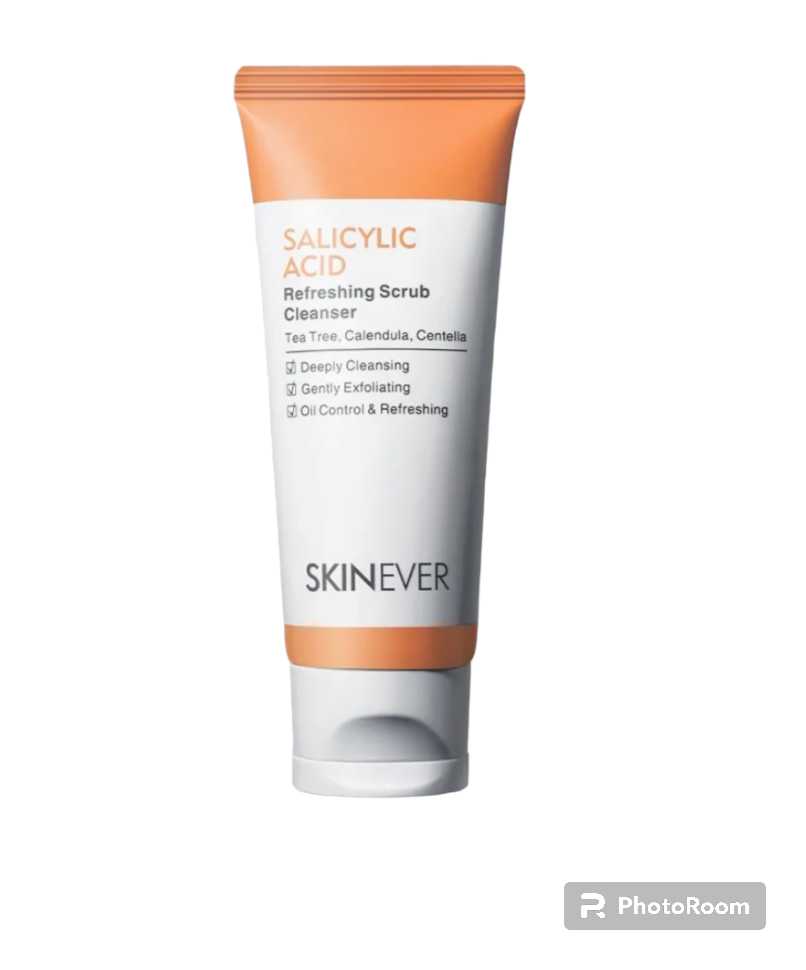 SALICYLIC
ACID
Refreshing Scrub
Cleanser
Tea Tree, Calendula, Centella
Deeply Cleansing
Gently Exfoliating
Oil Control & Refreshing
SKINEVER
PhotoRoom